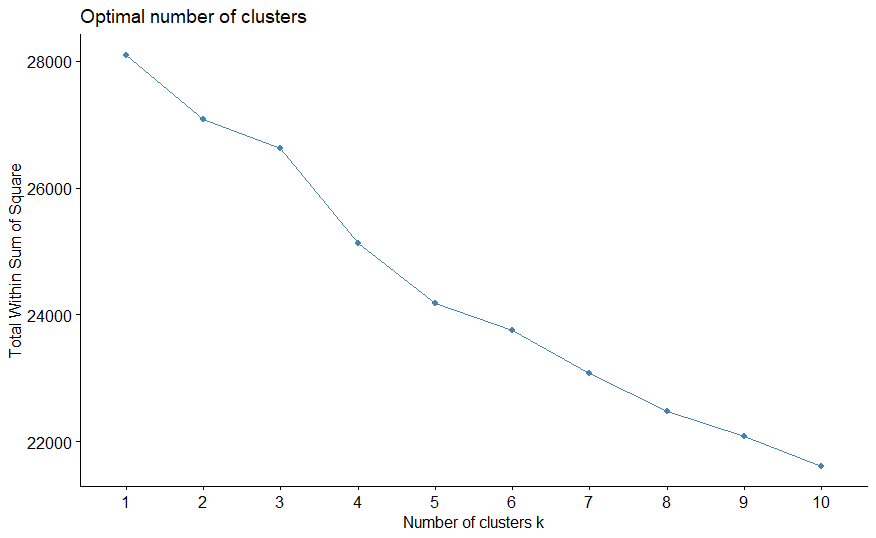 Optimal number of clusters
Total Within Sum of Square
28000
26000
24000
22000
1 2 3 4 5 6 7 8 9 10
Number of clusters k